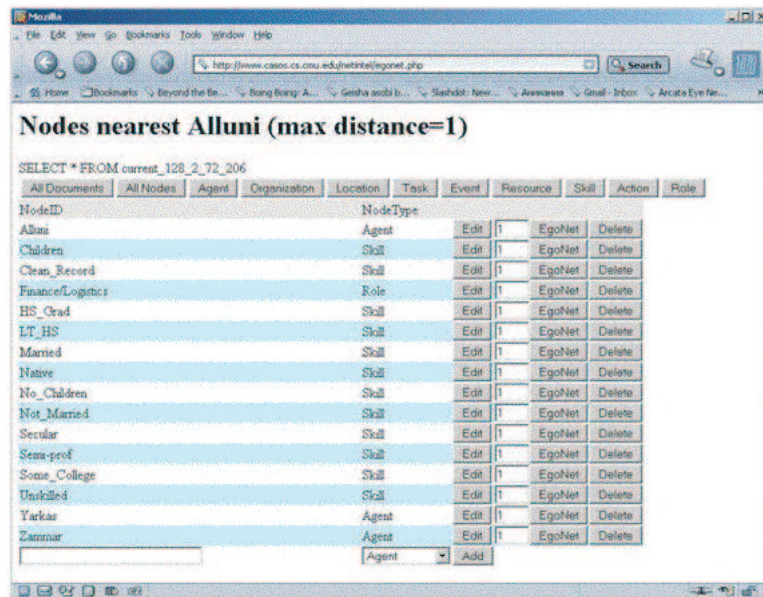 Mozilla
File Edit View Go Bookmarks Tools Window Help
http://www.casos.cs.cmu.edu/netintel/egonet.php Search
Home Bookmarks Beyond the Be... Boing Boing: A... Geisha asobi b... Slashdot: New... Gmail - Inbox Arcata Eye Ne...
Nodes nearest Alluni (max distance=1)
SELECT * FROM current_128_2_72_206
All Documents All Nodes Agent Organization Location Task Event Resource Skill Action Role
NodeID NodeType
Alluni Agent Edit 1 EgoNet Delete
Children Skill Edit 1 EgoNet Delete
Clean_Record Skill Edit 1 EgoNet Delete
Finance/Logistics Role Edit 1 EgoNet Delete
HS_Grad Skill Edit 1 EgoNet Delete
LT_HS Skill Edit 1 EgoNet Delete
Married Skill Edit 1 EgoNet Delete
Native Skill Edit 1 EgoNet Delete
No_Children Skill Edit 1 EgoNet Delete
Not_Married Skill Edit 1 EgoNet Delete
Secular Skill Edit 1 EgoNet Delete
Semi-prof Skill Edit 1 EgoNet Delete
Some_College Skill Edit 1 EgoNet Delete
Unskilled Skill Edit 1 EgoNet Delete
Yarkas Agent Edit 1 EgoNet Delete
Zammar Agent Edit 1 EgoNet Delete
Agent Add